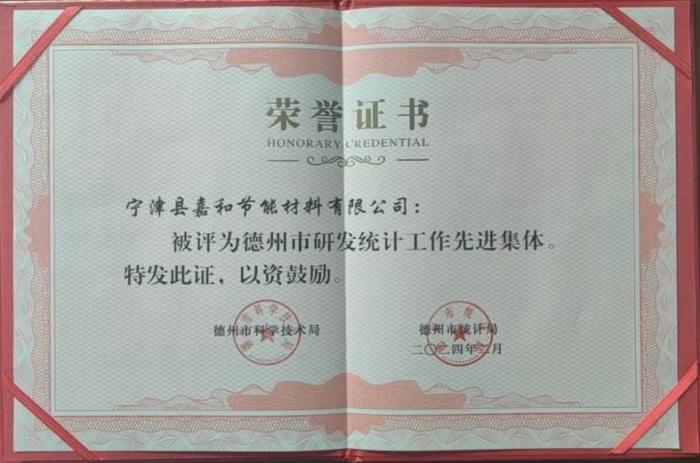 荣誉证书
HONORARY CREDENTIAL
宁津县嘉和节能材料有限公司：
被评为德州市研发统计工作先进集体。
特发此证，以资鼓励。
德州市科学技术局
德州市统计局
二〇二四年二月